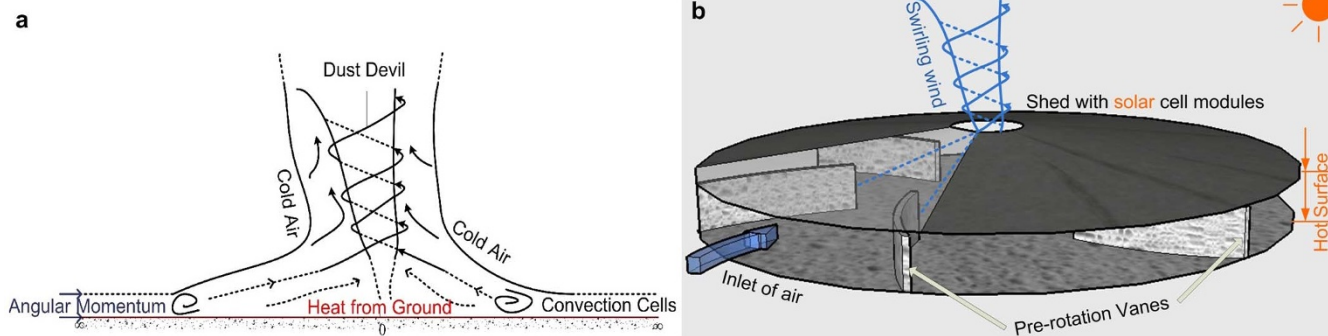 a
Dust Devil
Cold Air
Cold Air
Angular Momentum
Heat from Ground
Convection Cells
∞
0
∞
b
Swirling wind
Shed with solar cell modules
Hot Surface
Inlet of air
Pre-rotation Vanes